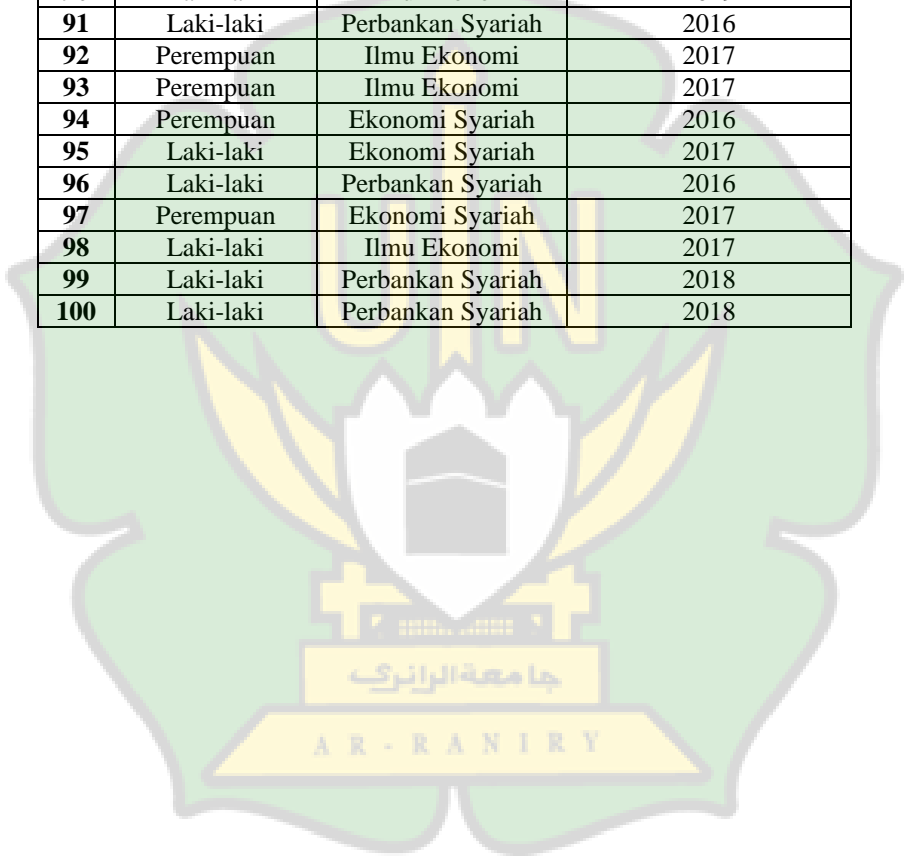 91 Laki-laki Perbankan Syariah 2016
92 Perempuan Ilmu Ekonomi 2017
93 Perempuan Ilmu Ekonomi 2017
94 Perempuan Ekonomi Syariah 2016
95 Laki-laki Ekonomi Syariah 2017
96 Laki-laki Perbankan Syariah 2016
97 Perempuan Ekonomi Syariah 2017
98 Laki-laki Ilmu Ekonomi 2017
99 Laki-laki Perbankan Syariah 2018
100 Laki-laki Perbankan Syariah 2018
UIN
جامعة الرانري
AR-RANIRY